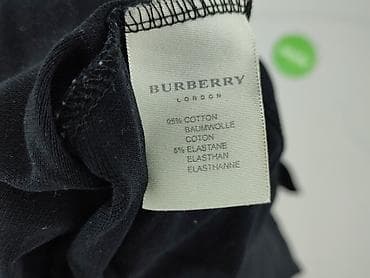 BURBERRY
LONDON
95% COTTON
BAUMWOLLE
COTON
5% ELASTANE
ELASTHAN
ELASTHANNE